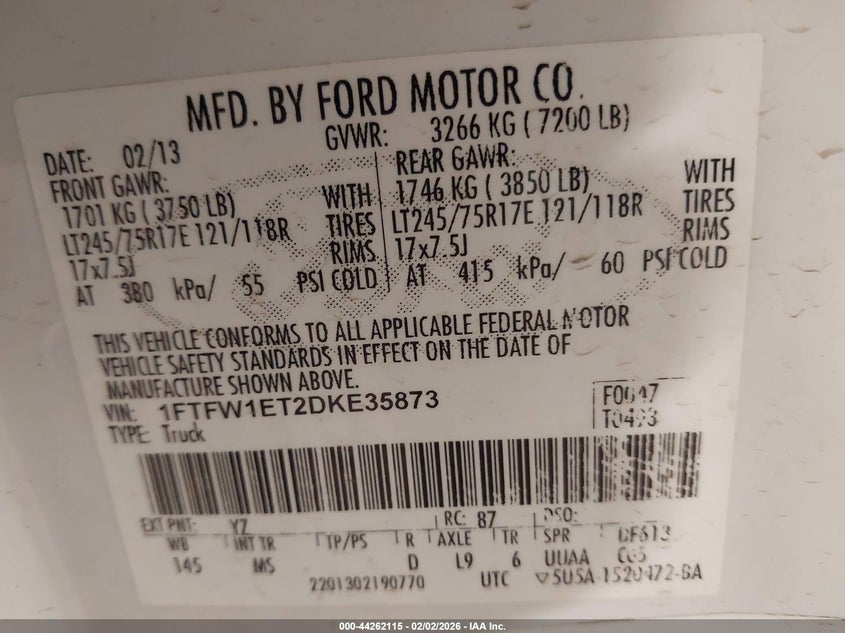 MFD. BY FORD MOTOR CO.
DATE: 02/13 GVWR: 3266 KG ( 7200 LB)
FRONT GAWR: REAR GAWR:
1701 KG ( 3750 LB) WITH 1746 KG ( 3850 LB) WITH
LT245/75R17E 121/118R TIRES LT245/75R17E 121/118R TIRES
17x7.5J RIMS 17x7.5J RIMS
AT 380 kPa/ 55 PSI COLD AT 415 kPa/ 60 PSI COLD
THIS VEHICLE CONFORMS TO ALL APPLICABLE FEDERAL MOTOR
VEHICLE SAFETY STANDARDS IN EFFECT ON THE DATE OF
MANUFACTURE SHOWN ABOVE.
VIN: 1FTFW1ET2DKE35873
TYPE: Truck
F0047
T0493
EXT PNT: YZ RC: 87 DSO:
WB INT TR TP/PS R AXLE TR SPR
145 MS D L9 6 UUAA
2201302190770 UTC ▽5U5A-1520472-BA
000-44262115 - 02/02/2026 - IAA Inc.